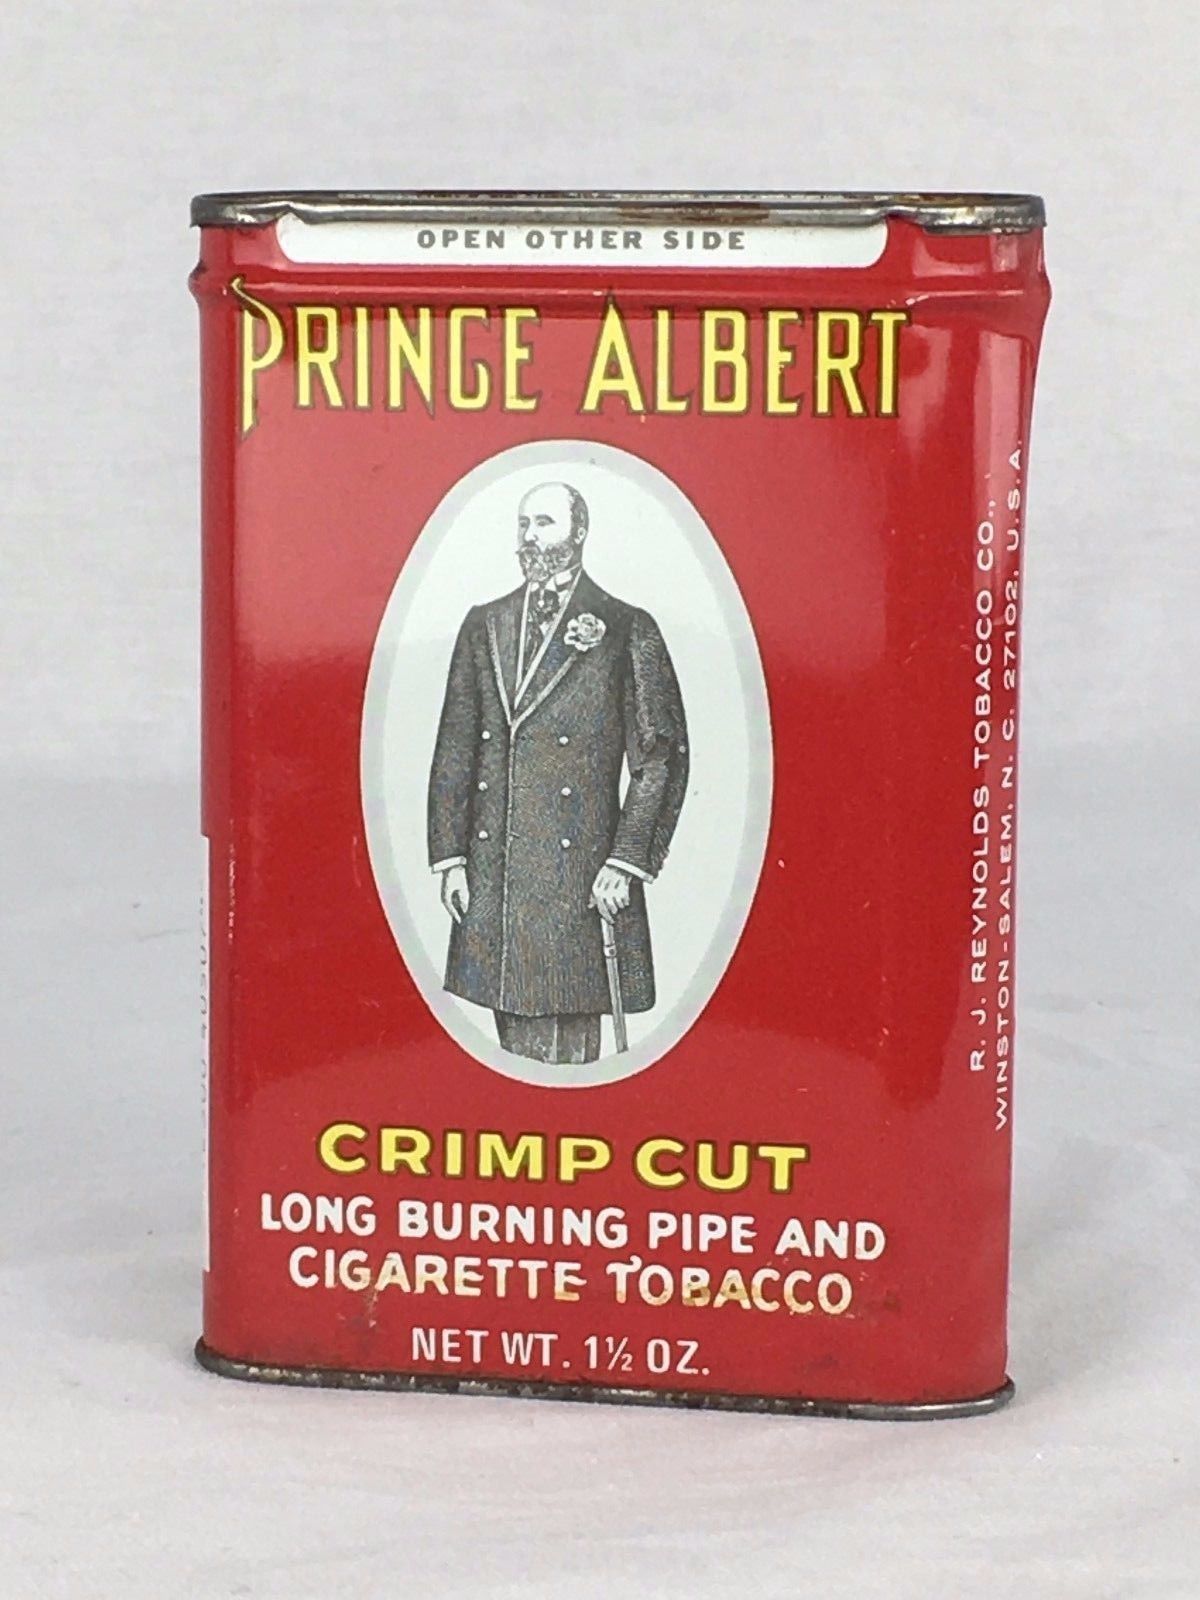 OPEN OTHER SIDE
PRINCE ALBERT
CRIMP CUT
LONG BURNING PIPE AND
CIGARETTE TOBACCO
NET WT. 1½ OZ.
R. J. REYNOLDS TOBACCO CO.,
WINSTON-SALEM, N. C. 27102, U.S.A.